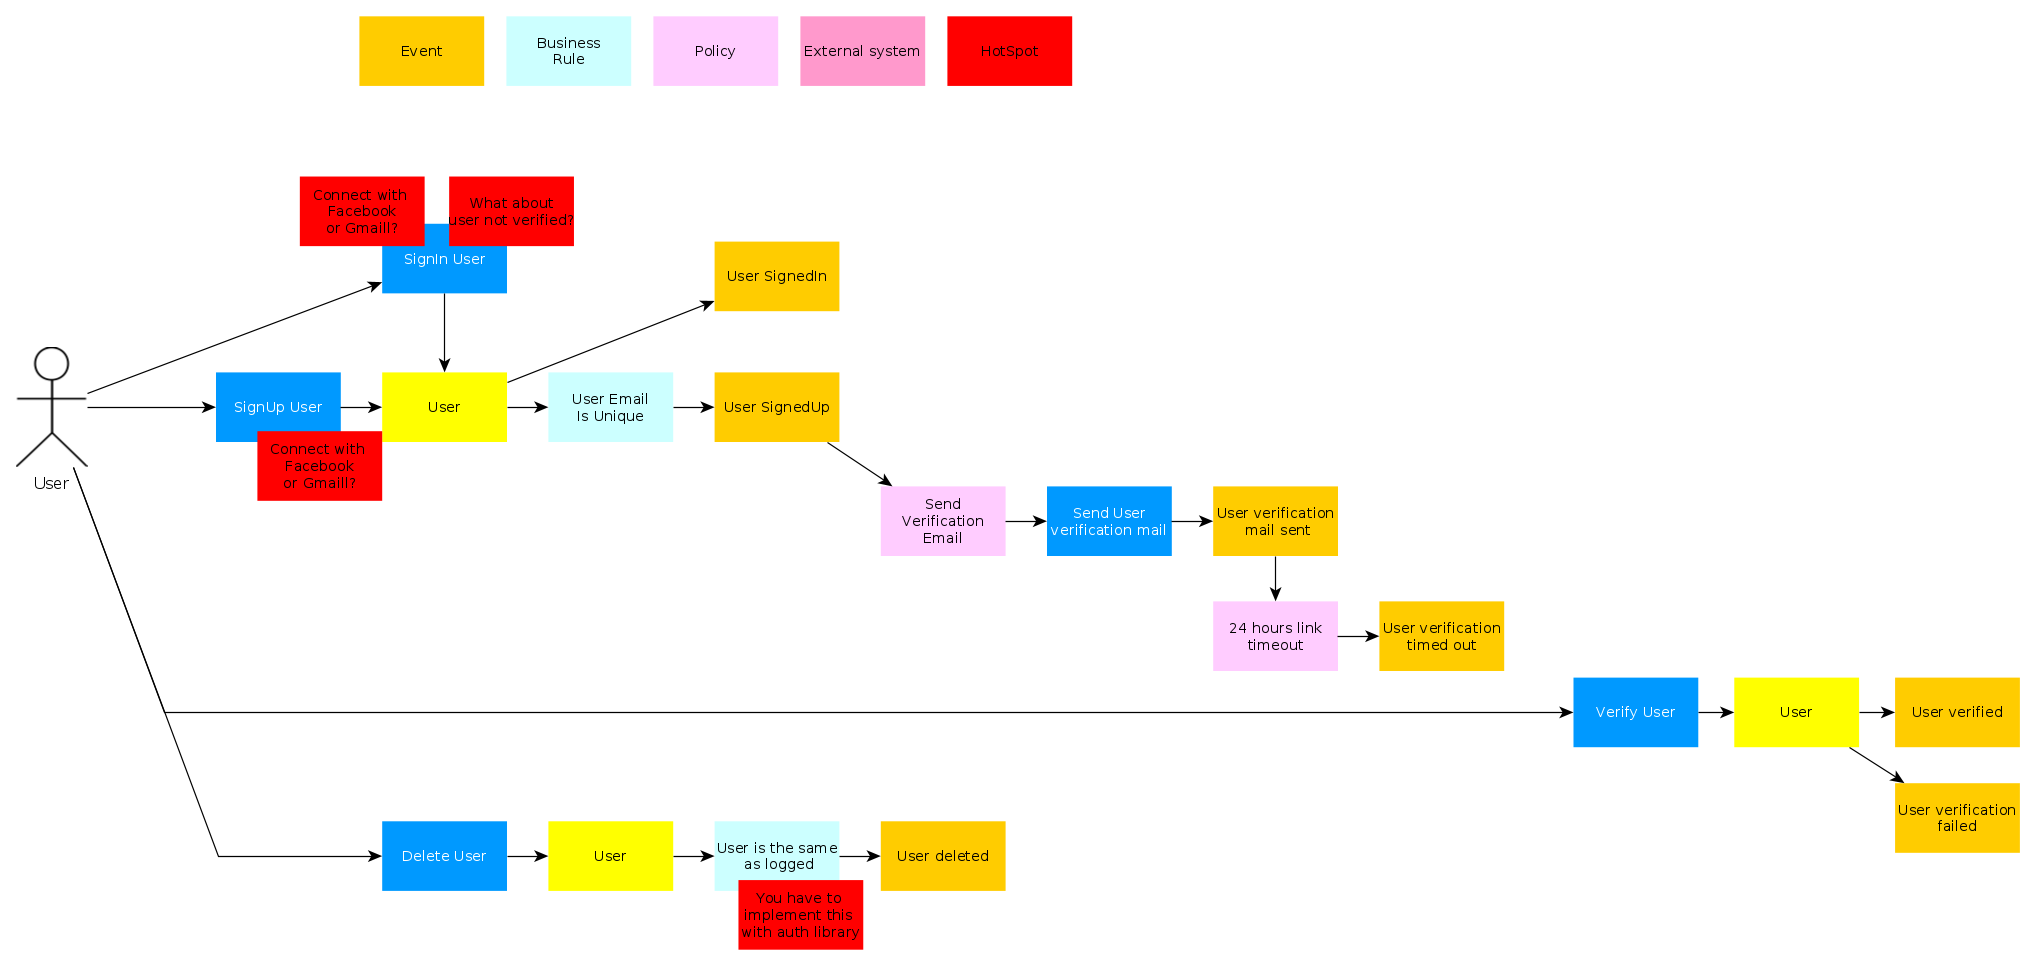 Event
Business
Rule
Policy
External system
HotSpot
Connect with
Facebook
or Gmaill?
What about
user not verified?
SignIn User
User SignedIn
User
SignUp User
User
User Email
Is Unique
User SignedUp
Connect with
Facebook
or Gmaill?
Send
Verification
Email
Send User
verification mail
User verification
mail sent
24 hours link
timeout
User verification
timed out
Verify User
User
User verified
User verification
failed
Delete User
User
User is the same
as logged
User deleted
You have to
implement this
with auth library